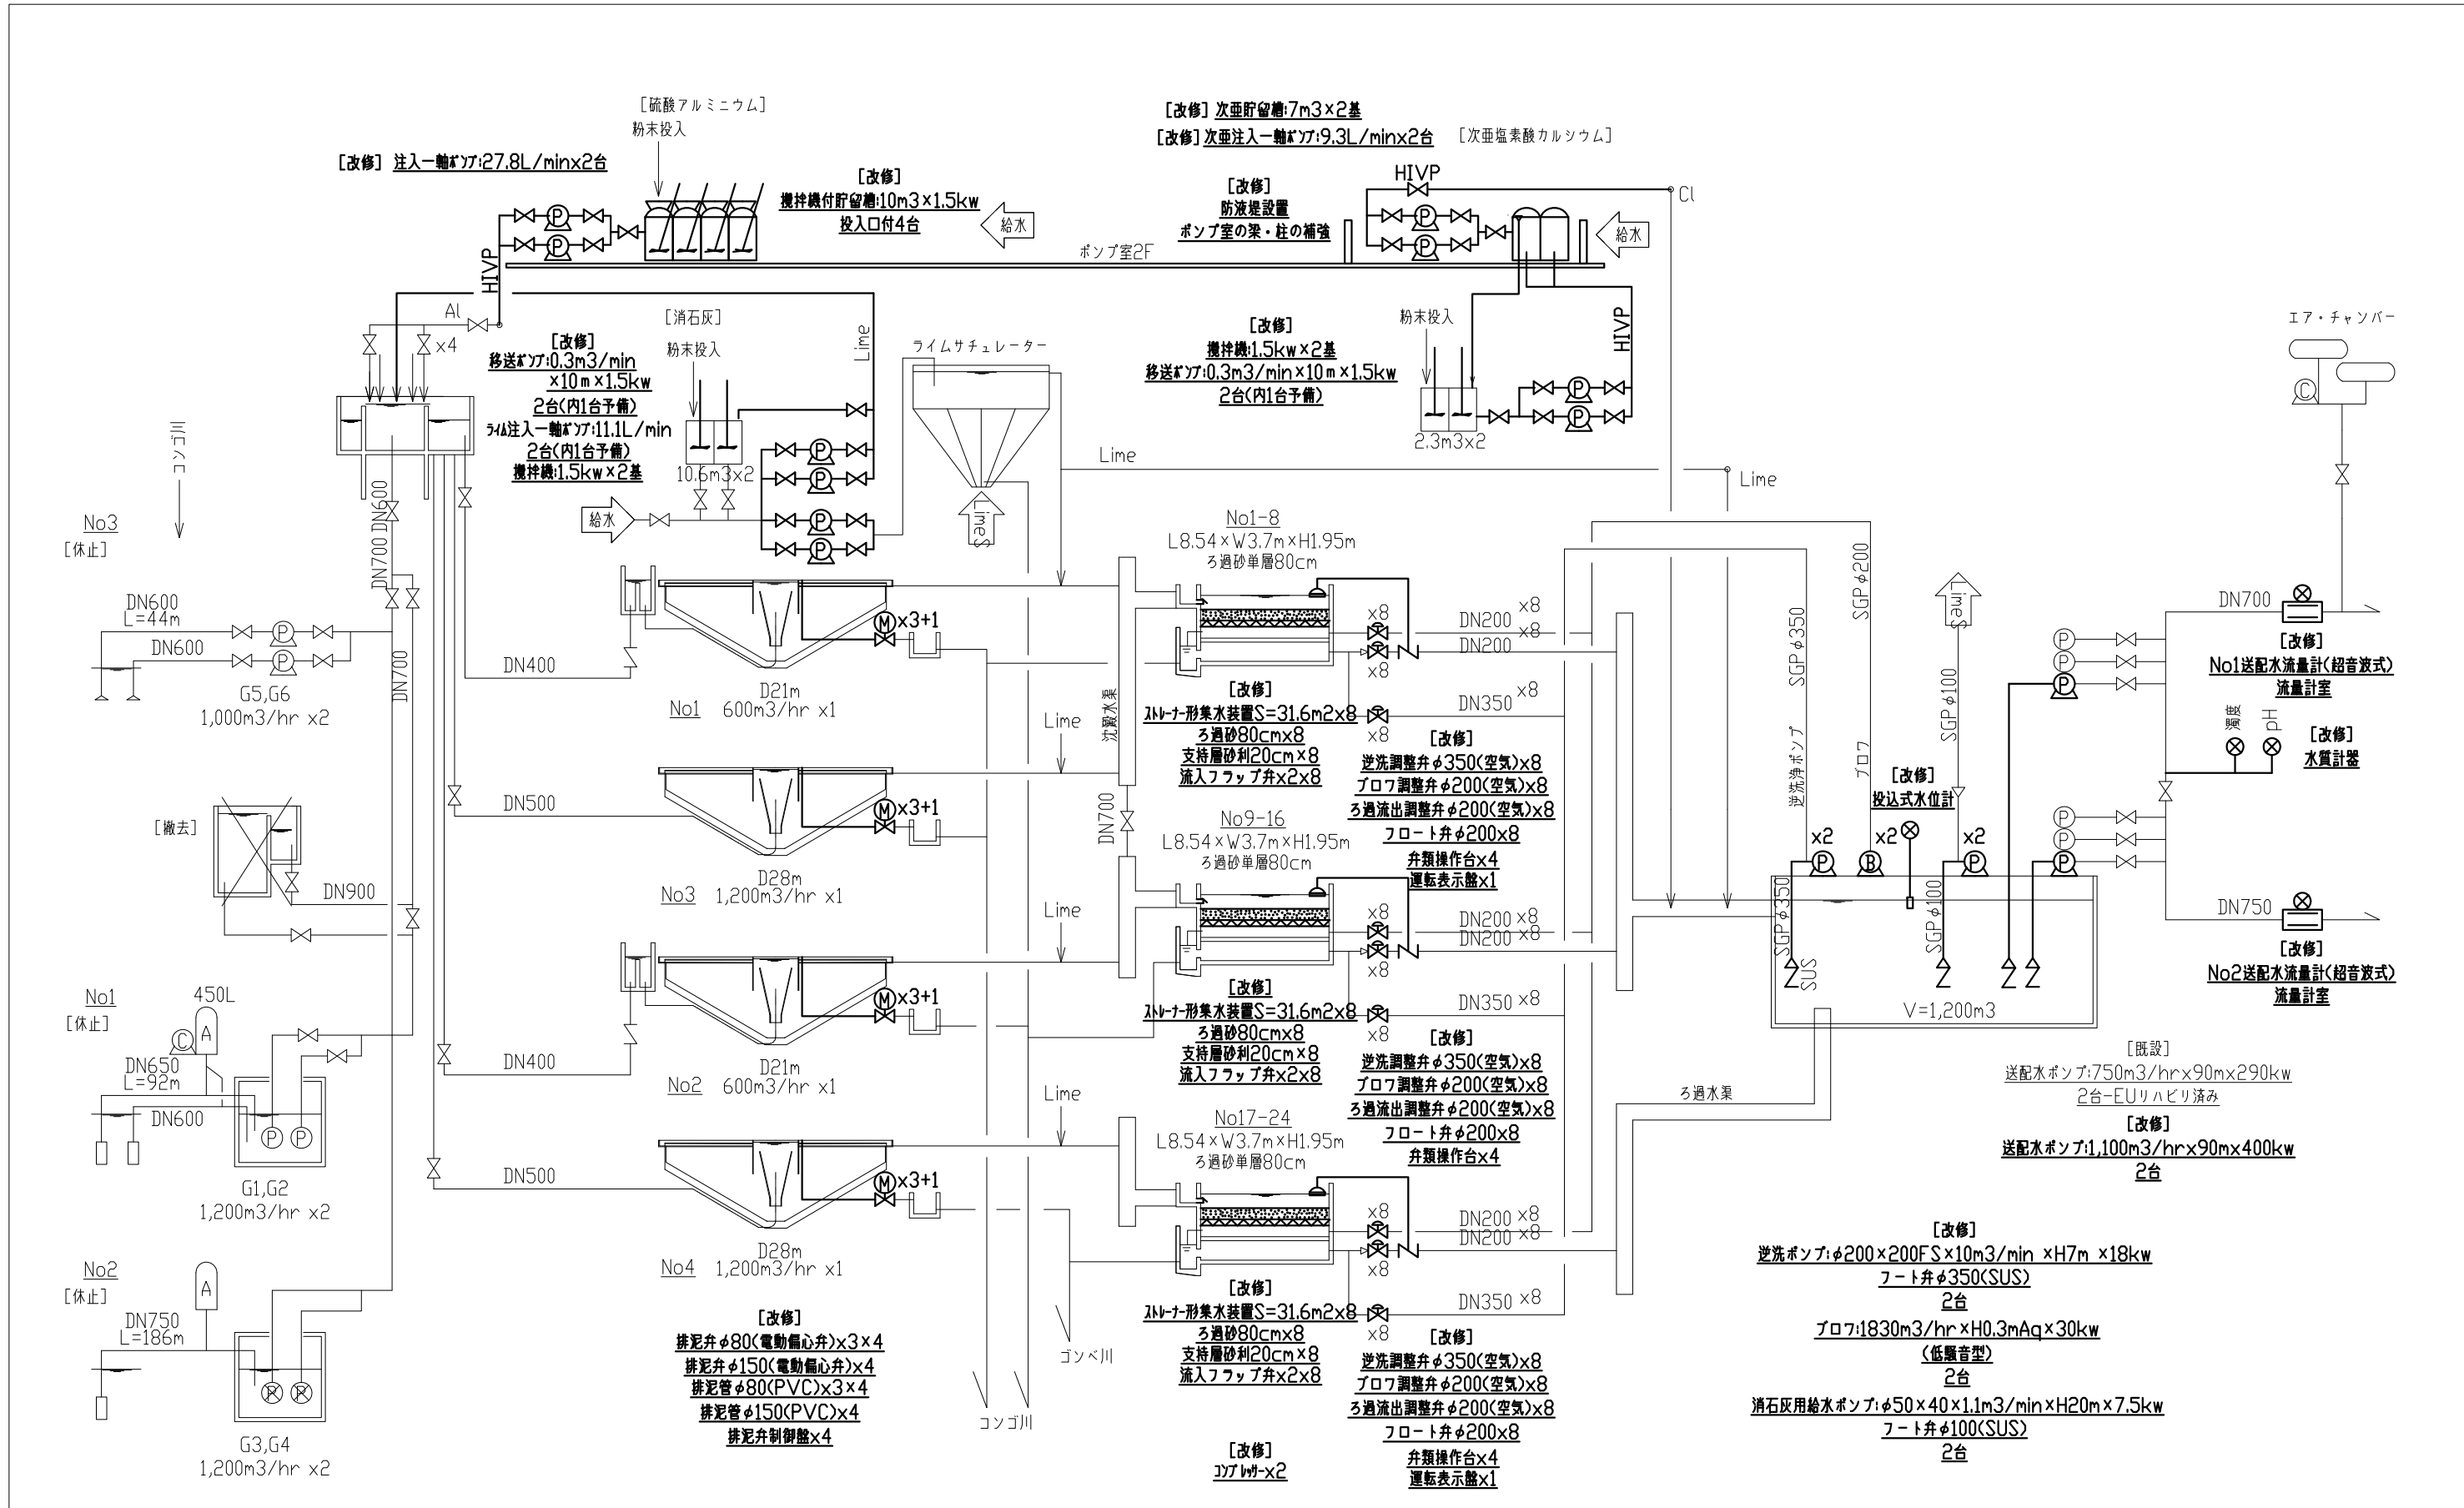 [硫酸アルミニウム]
粉末投入
[改修] 注入一軸ポンプ:27.8L/minx2台
[改修]
攪拌機付貯留槽:10m3×1.5kw
投入口付4台
給水
HIVP
Al
x4
ポンプ室2F
[改修] 次亜貯留槽:7m3×2基
[改修] 次亜注入一軸ポンプ:9.3L/minx2台
[次亜塩素酸カルシウム]
[改修]
防液堤設置
ポンプ室の梁・柱の補強
HIVP
給水
Cl
[改修]
攪拌機:1.5kw×2基
移送ポンプ:0.3m3/min×10m×1.5kw
2台(内1台予備)
粉末投入
HIVP
2.3m3x2
エア・チャンバー
C
[改修]
移送ポンプ:0.3m3/min
×10m×1.5kw
2台(内1台予備)
ライム注入一軸ポンプ:11.1L/min
2台(内1台予備)
攪拌機:1.5kw×2基
[消石灰]
粉末投入
10.6m3x2
Lime
給水
ライムサチュレーター
LimeS
Lime
Lime
コンゴ川
No3
[休止]
DN600
L=44m
DN600
G5,G6
1,000m3/hr x2
DN700
DN600
DN700
[撤去]
DN900
No1
[休止]
450L
A
C
DN650
L=92m
DN600
G1,G2
1,200m3/hr x2
No2
[休止]
A
DN750
L=186m
G3,G4
1,200m3/hr x2
DN400
D21m
No1 600m3/hr x1
x3+1
DN500
D28m
No3 1,200m3/hr x1
x3+1
Lime
DN400
D21m
No2 600m3/hr x1
x3+1
Lime
DN500
D28m
No4 1,200m3/hr x1
x3+1
Lime
[改修]
排泥弁φ80(電動偏心弁)x3×4
排泥弁φ150(電動偏心弁)x4
排泥管φ80(PVC)x3×4
排泥管φ150(PVC)x4
排泥弁制御盤x4
コンゴ川
ゴンベ川
沈澱水渠
DN700
No1-8
L8.54×W3.7m×H1.95m
ろ過砂単層80cm
x8
x8
DN200 x8
DN200 x8
DN350 x8
x8
[改修]
ストレーナー形集水装置S=31.6m2x8
ろ過砂80cmx8
支持層砂利20cm×8
流入フラップ弁x2x8
[改修]
逆洗調整弁φ350(空気)x8
ブロワ調整弁φ200(空気)x8
ろ過流出調整弁φ200(空気)x8
フロート弁φ200x8
弁類操作台x4
運転表示盤x1
No9-16
L8.54×W3.7m×H1.95m
ろ過砂単層80cm
x8
x8
DN200 x8
DN200 x8
DN350 x8
x8
[改修]
ストレーナー形集水装置S=31.6m2x8
ろ過砂80cmx8
支持層砂利20cm×8
流入フラップ弁x2x8
[改修]
逆洗調整弁φ350(空気)x8
ブロワ調整弁φ200(空気)x8
ろ過流出調整弁φ200(空気)x8
フロート弁φ200x8
弁類操作台x4
No17-24
L8.54×W3.7m×H1.95m
ろ過砂単層80cm
x8
x8
DN200 x8
DN200 x8
DN350 x8
x8
[改修]
ストレーナー形集水装置S=31.6m2x8
ろ過砂80cmx8
支持層砂利20cm×8
流入フラップ弁x2x8
[改修]
逆洗調整弁φ350(空気)x8
ブロワ調整弁φ200(空気)x8
ろ過流出調整弁φ200(空気)x8
フロート弁φ200x8
弁類操作台x4
運転表示盤x1
[改修]
コンプレッサーx2
SGPφ350
逆洗浄ポンプ
SGPφ200
ブロワ
LimeS
SGPφ100
[改修]
投込式水位計
x2
x2
x2
SGPφ350
SUS
SGPφ100
V=1,200m3
ろ過水渠
DN700
[改修]
No1送配水流量計(超音波式)
流量計室
濁度
pH
[改修]
水質計器
DN750
[改修]
No2送配水流量計(超音波式)
流量計室
[既設]
送配水ポンプ:750m3/hrx90mx290kw
2台-EUリハビリ済み
[改修]
送配水ポンプ:1,100m3/hrx90mx400kw
2台
[改修]
逆洗ポンプ:φ200×200FS×10m3/min ×H7m ×18kw
フート弁φ350(SUS)
2台
ブロワ:1830m3/hr×H0.3mAq×30kw
(低騒音型)
2台
消石灰用給水ポンプ:φ50×40×1.1m3/min×H20m×7.5kw
フート弁φ100(SUS)
2台